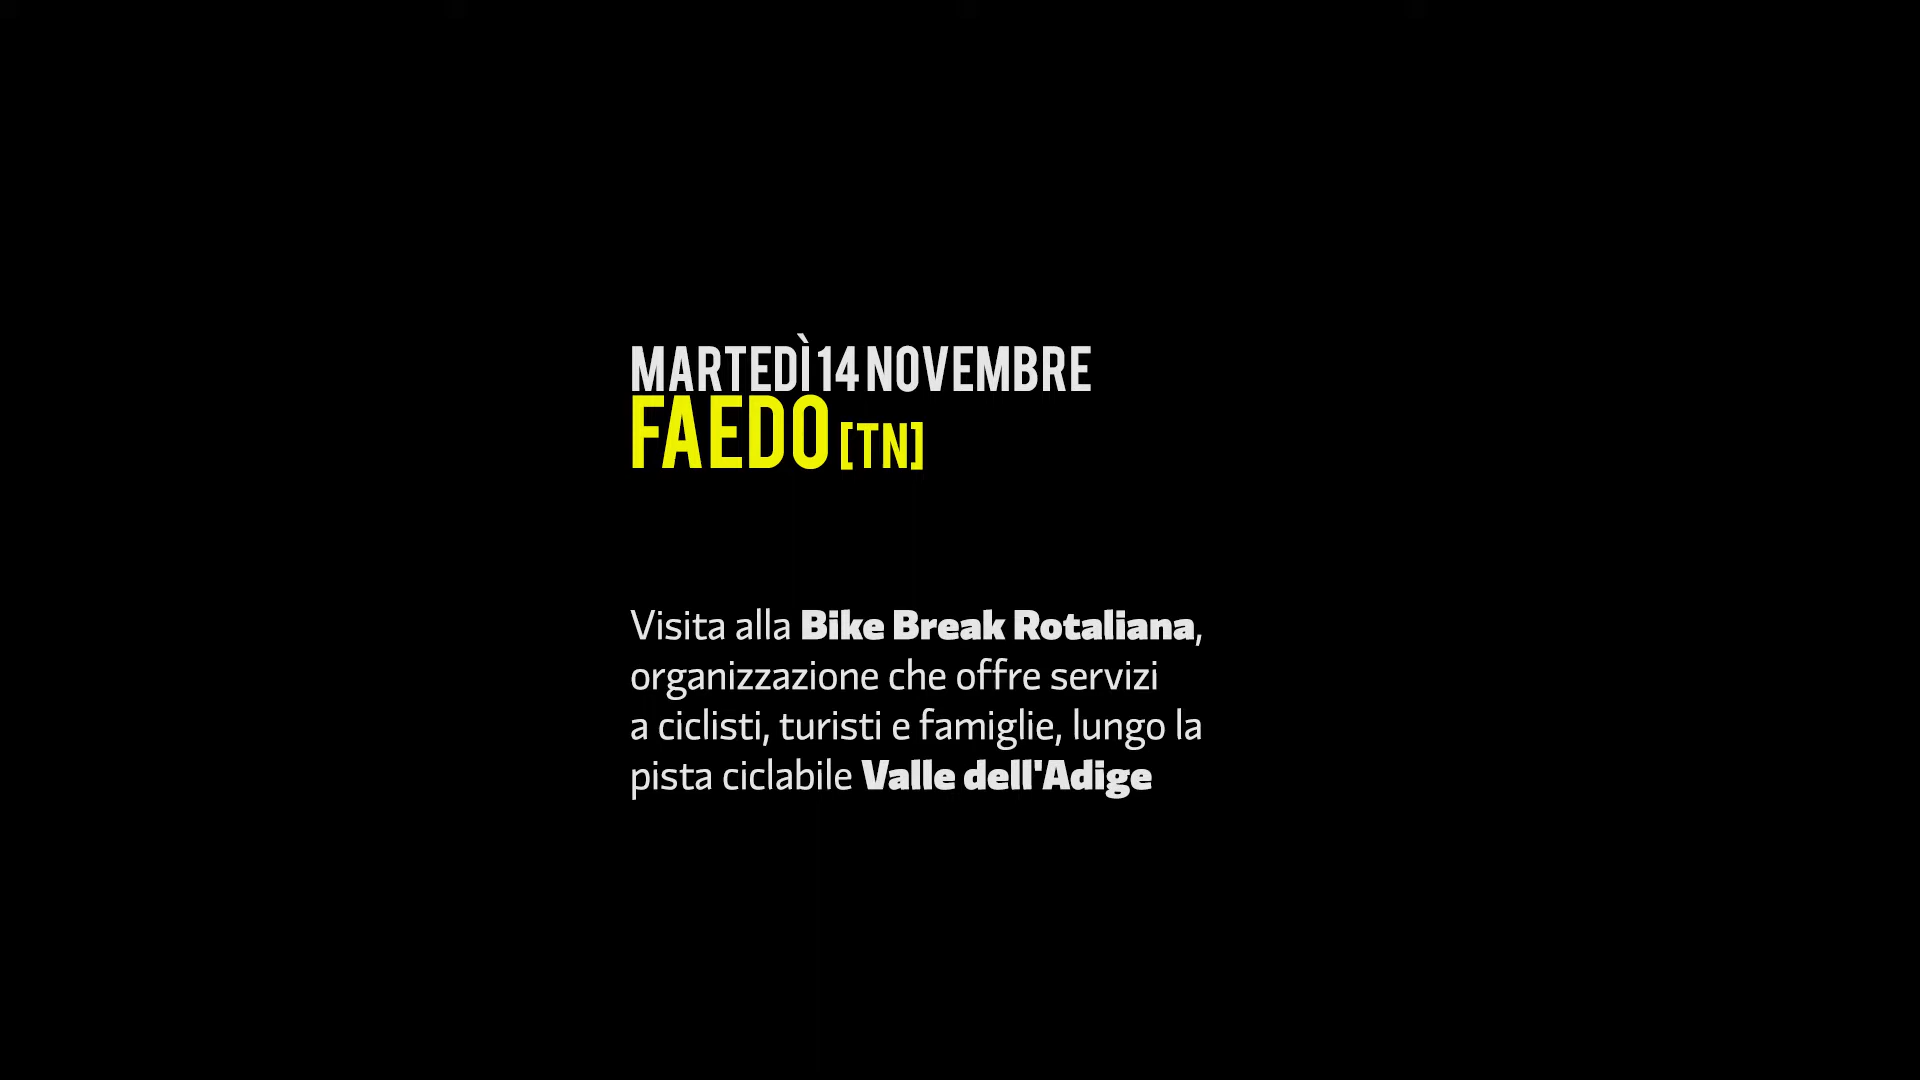 MARTEDÌ 14 NOVEMBRE
FAEDO [TN]
Visita alla Bike Break Rotaliana,
organizzazione che offre servizi
a ciclisti, turisti e famiglie, lungo la
pista ciclabile Valle dell'Adige